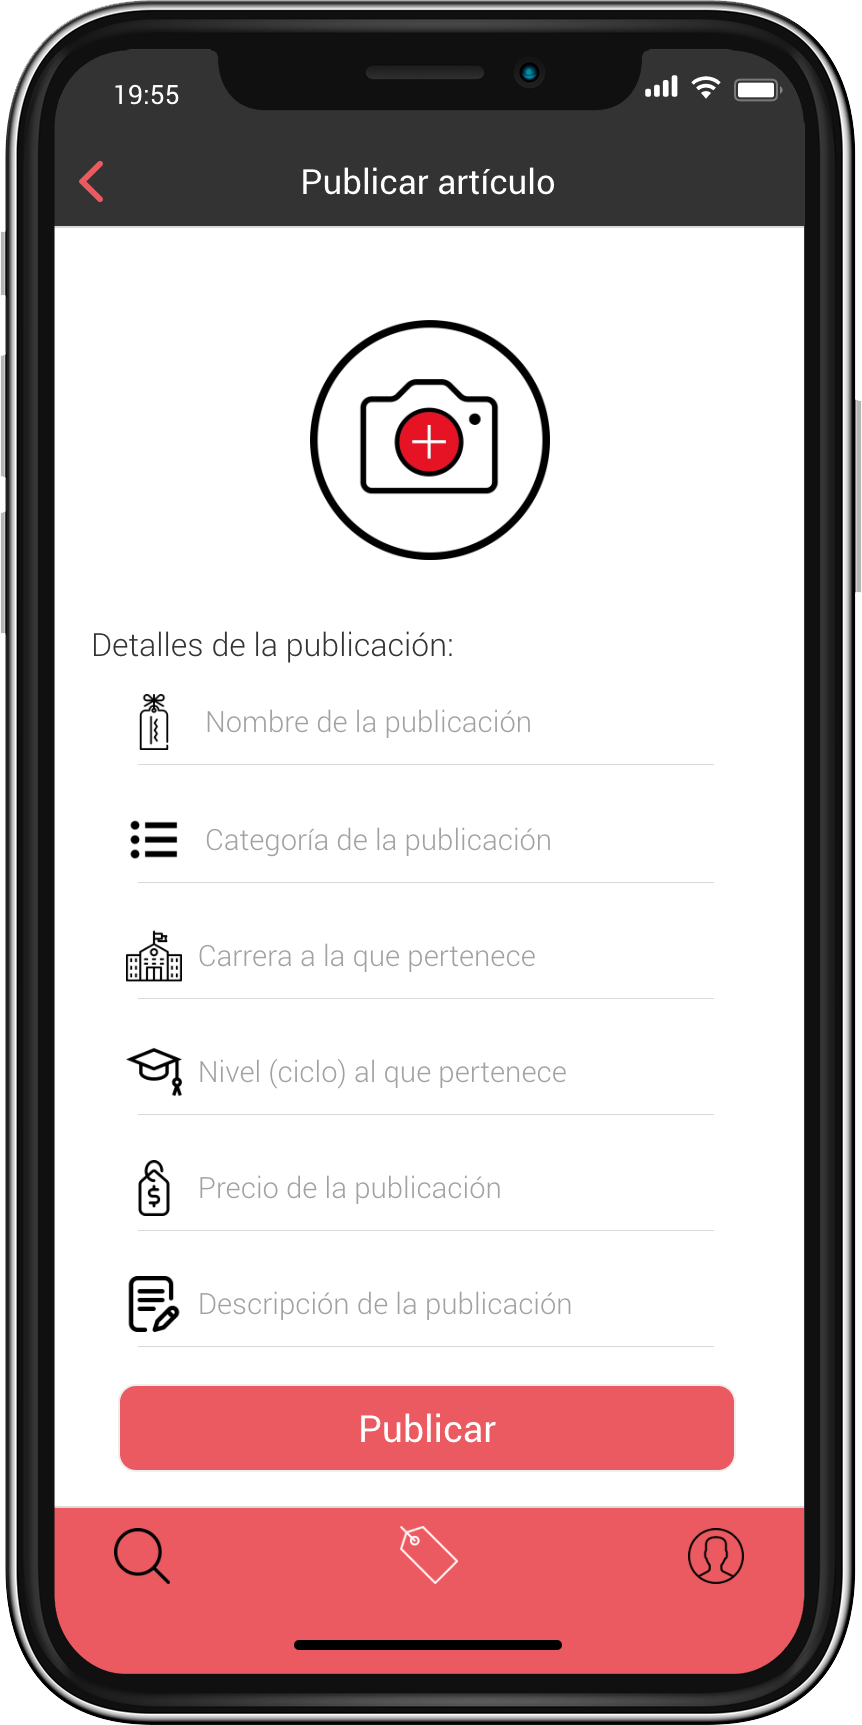 19:55
Publicar artículo
Detalles de la publicación:
Nombre de la publicación
Categoría de la publicación
Carrera a la que pertenece
Nivel (ciclo) al que pertenece
$
Precio de la publicación
Descripción de la publicación
Publicar